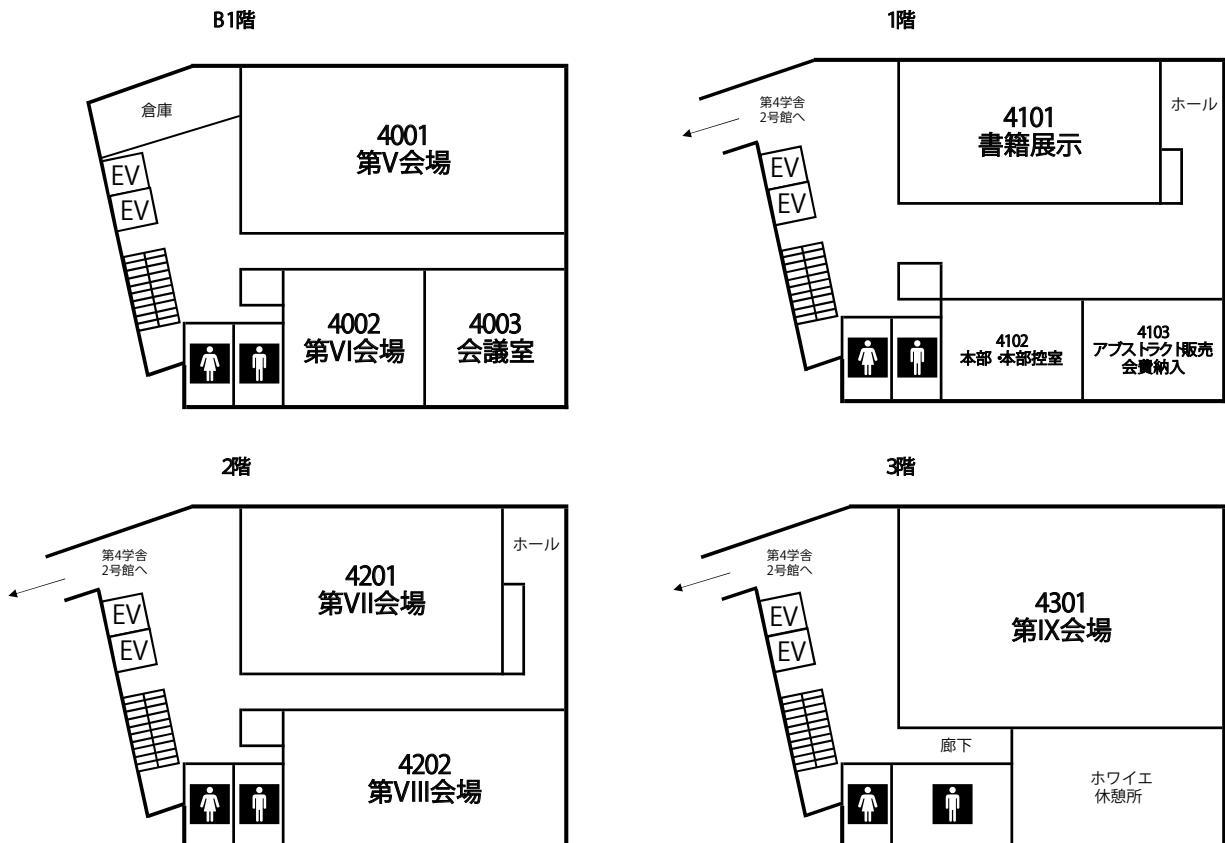 B1階
倉庫
4001
第V会場
EV
EV
4002
第VI会場
4003
会議室
1階
第4学舎
2号館へ
4101
書籍展示
ホール
EV
EV
4102
本部・本部控室
4103
アブストラクト販売
会費納入
2階
第4学舎
2号館へ
4201
第VII会場
ホール
EV
EV
4202
第VIII会場
3階
第4学舎
2号館へ
4301
第IX会場
EV
EV
廊下
ホワイエ
休憩所